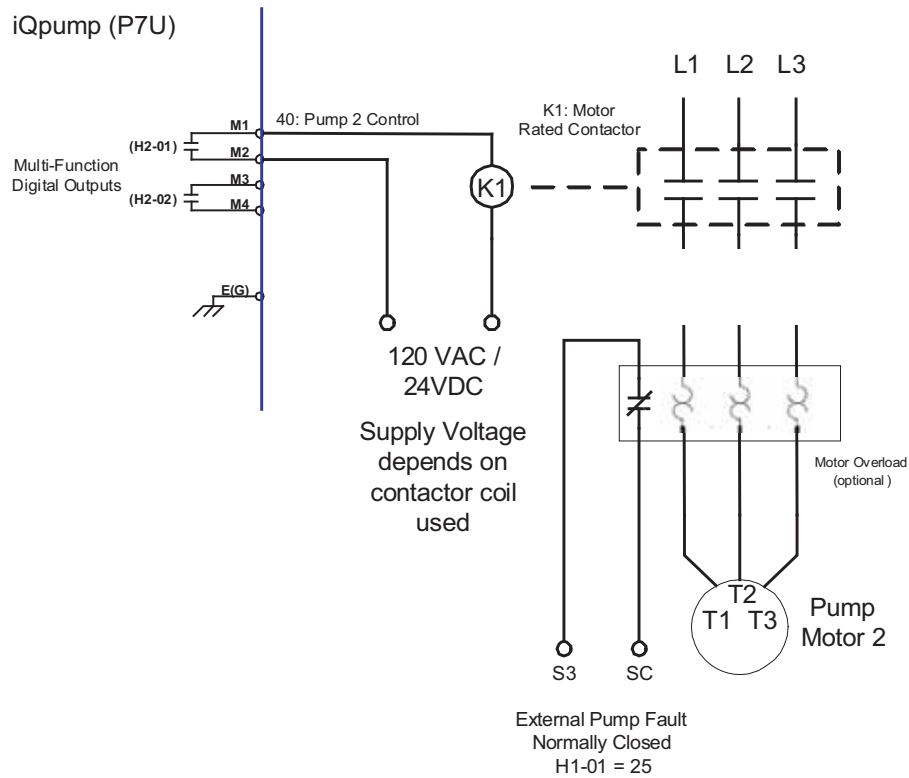 iQpump (P7U)
L1 L2 L3
K1: Motor
Rated Contactor
M1
40: Pump 2 Control
(H2-01)
M2
Multi-Function
Digital Outputs
M3
(H2-02)
M4
K1
E(G)
120 VAC /
24VDC
Supply Voltage
depends on
contactor coil
used
Motor Overload
(optional )
T1 T2 T3
Pump
Motor 2
S3 SC
External Pump Fault
Normally Closed
H1-01 = 25